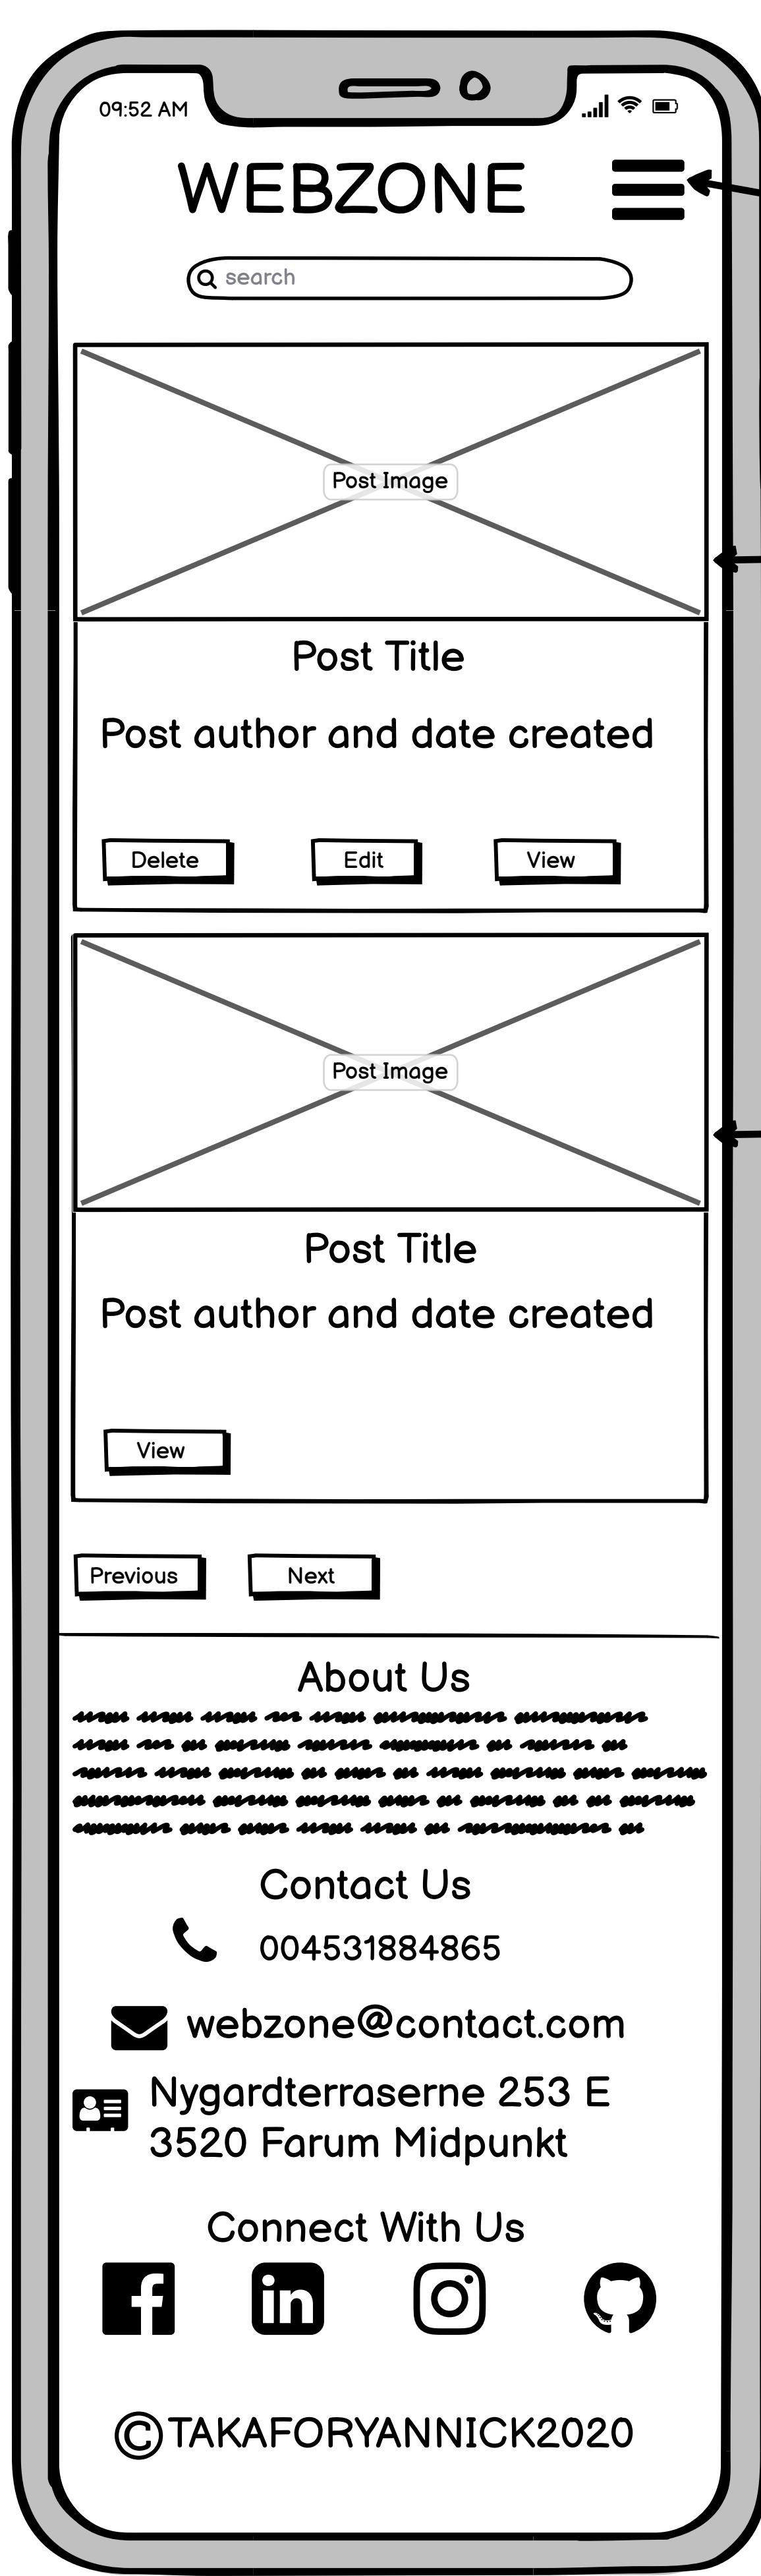 09:52 AM
WEBZONE
search
Post Image
Post Title
Post author and date created
Delete Edit View
Post Image
Post Title
Post author and date created
View
Previous Next
About Us
Contact Us
004531884865
webzone@contact.com
Nygardterraserne 253 E
3520 Farum Midpunkt
Connect With Us
©TAKAFORYANNICK2020